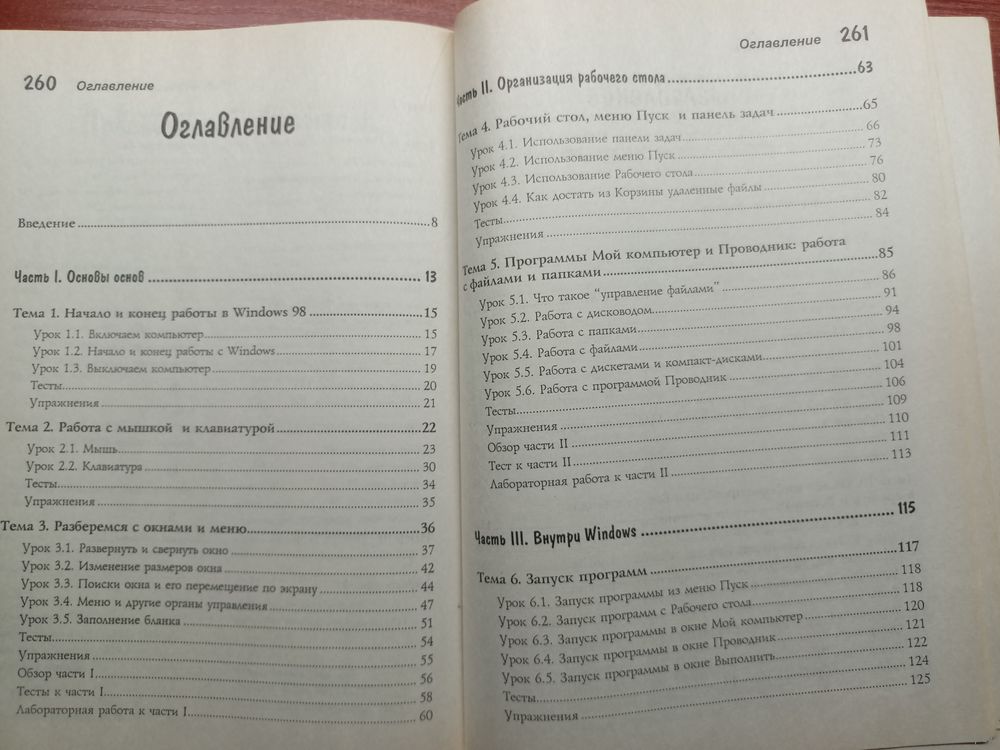 260 Оглавление
Оглавление
Введение 8
Часть I. Основы основ 13
Тема 1. Начало и конец работы в Windows 98 15
Урок 1.1. Включаем компьютер 15
Урок 1.2. Начало и конец работы с Windows 17
Урок 1.3. Выключаем компьютер 19
Тесты 20
Упражнения 21
Тема 2. Работа с мышкой и клавиатурой 22
Урок 2.1. Мышь 23
Урок 2.2. Клавиатура 30
Тесты 34
Упражнения 35
Тема 3. Разберемся с окнами и меню 36
Урок 3.1. Развернуть и свернуть окно 37
Урок 3.2. Изменение размеров окна 42
Урок 3.3. Поиски окна и его перемещение по экрану 44
Урок 3.4. Меню и другие органы управления 47
Урок 3.5. Заполнение бланка 51
Тесты 54
Упражнения 55
Обзор части I 56
Тесты к части I 58
Лабораторная работа к части I 60
Оглавление 261
Часть II. Организация рабочего стола 63
Тема 4. Рабочий стол, меню Пуск и панель задач 65
Урок 4.1. Использование панели задач 66
Урок 4.2. Использование меню Пуск 73
Урок 4.3. Использование Рабочего стола 76
Урок 4.4. Как достать из Корзины удаленные файлы 80
Тесты 82
Упражнения 84
Тема 5. Программы Мой компьютер и Проводник: работа
с файлами и папками 85
Урок 5.1. Что такое “управление файлами” 86
Урок 5.2. Работа с дисководом 91
Урок 5.3. Работа с папками 94
Урок 5.4. Работа с файлами 98
Урок 5.5. Работа с дискетами и компакт-дисками 101
Урок 5.6. Работа с программой Проводник 104
Тесты 106
Упражнения 109
Обзор части II 110
Тест к части II 111
Лабораторная работа к части II 113
Часть III. Внутри Windows 115
Тема 6. Запуск программ 117
Урок 6.1. Запуск программы из меню Пуск 118
Урок 6.2. Запуск программ с Рабочего стола 118
Урок 6.3. Запуск программы в окне Мой компьютер 120
Урок 6.4. Запуск программы в окне Проводник 121
Урок 6.5. Запуск программы в окне Выполнить 122
Тесты 124
Упражнения 125